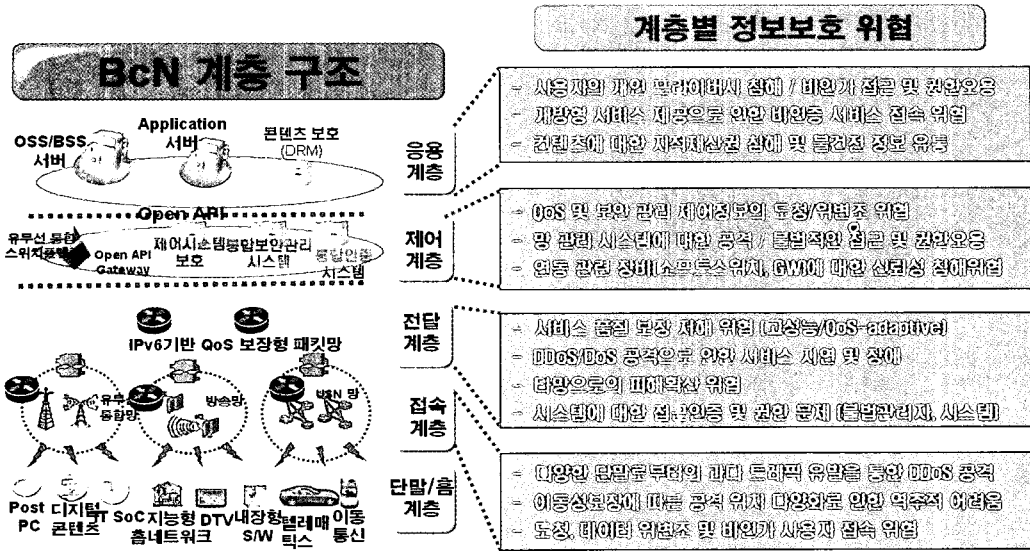 계층별 정보보호 위협
BcN 계층 구조
- 사용자의 개인 프라이버시 침해 / 비인가 접근 및 권한오용
- 개방형 서비스 제공으로 인한 비인증 서비스 접속 위협
- 컨텐츠에 대한 지적재산권 침해 및 불건전 정보 유통
OSS/BSS 서버
Application 서버
콘텐츠 보호 (DRM)
응용 계층
Open API
- QoS 및 보안 관리 제어정보의 도청/위변조 위협
- 망 관리 시스템에 대한 공격 / 불법적인 접근 및 권한오용
- 연동 관련 장비(소프트스위치, GW)에 대한 신뢰성 침해위협
유무선 통합 스위치플랫폼
Open API Gateway
제어시스템 보호
통합보안관리 시스템
통합인증 시스템
제어 계층
- 서비스 품질 보장 저해 위협 (고성능/QoS-adaptive)
- DDoS/DoS 공격으로 인한 서비스 지연 및 장애
- 타망으로의 피해확산 위협
- 시스템에 대한 접근인증 및 권한 문제 (불법관리자, 시스템)
IPv6기반 QoS 보장형 패킷망
전달 계층
유무선 통합망
방송망
USN 망
접속 계층
- 다양한 단말로부터의 과다 트래픽 유발을 통한 DDoS 공격
- 이동성보장에 따른 공격 위치 다양화로 인한 역추적 어려움
- 도청, 데이터 위변조 및 비인가 사용자 접속 위협
Post PC
디지털 콘텐츠
IT SoC
지능형 홈네트워크
DTV
내장형 S/W
텔레매틱스
이동 통신
단말/홈 계층